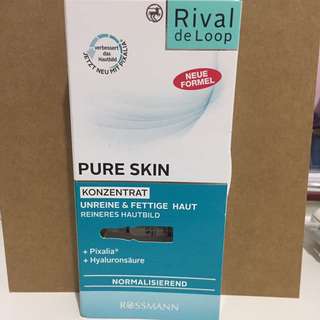 Rival
de Loop
verbessert
das
Hautbild
JETZT NEU MIT PIXALIA®
NEUE
FORMEL
PURE SKIN
KONZENTRAT
UNREINE & FETTIGE HAUT
REINERES HAUTBILD
+ Pixalia®
+ Hyaluronsäure
NORMALISIEREND
ROSSMANN